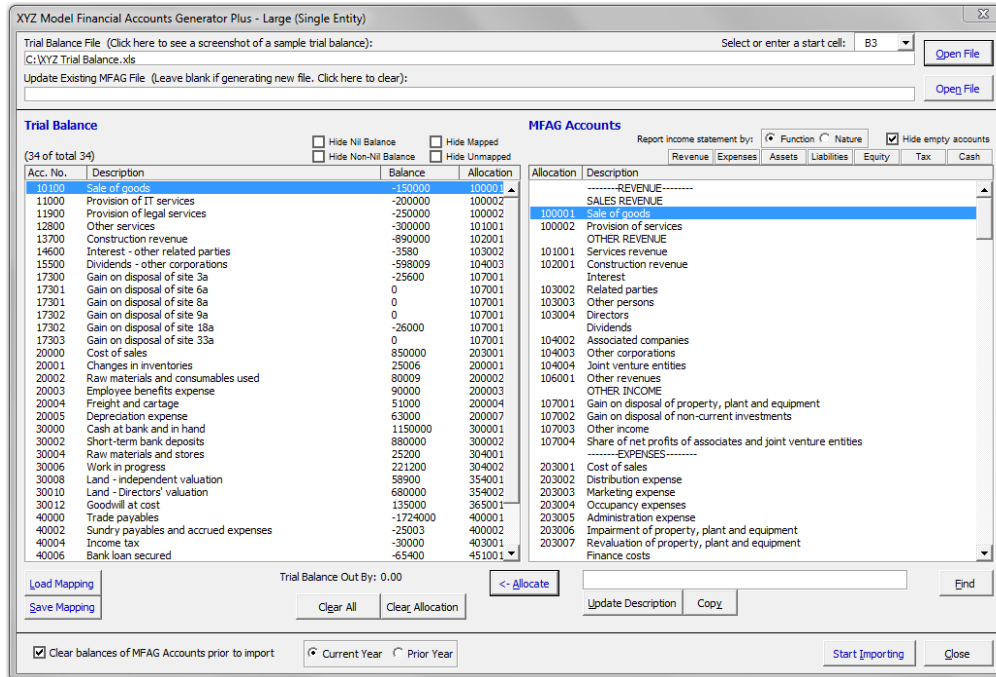 XYZ Model Financial Accounts Generator Plus - Large (Single Entity)
Trial Balance File (Click here to see a screenshot of a sample trial balance):
Select or enter a start cell: B3
Open File
C:\XYZ Trial Balance.xls
Update Existing MFAG File (Leave blank if generating new file. Click here to clear):
Open File
Trial Balance
Hide Nil Balance Hide Mapped
(34 of total 34) Hide Non-Nil Balance Hide Unmapped
Acc. No. Description Balance Allocation
10100 Sale of goods -150000 100001
11000 Provision of IT services -200000 100002
11900 Provision of legal services -250000 100002
12800 Other services -300000 101001
13700 Construction revenue -890000 102001
14600 Interest - other related parties -3580 103002
15500 Dividends - other corporations -598009 104003
17300 Gain on disposal of site 3a -25600 107001
17301 Gain on disposal of site 6a 0 107001
17301 Gain on disposal of site 8a 0 107001
17302 Gain on disposal of site 9a 0 107001
17302 Gain on disposal of site 18a -26000 107001
17303 Gain on disposal of site 33a 0 107001
20000 Cost of sales 850000 203001
20001 Changes in inventories 25006 200001
20002 Raw materials and consumables used 80009 200002
20003 Employee benefits expense 90000 200003
20004 Freight and cartage 51000 200004
20005 Depreciation expense 63000 200007
30000 Cash at bank and in hand 1150000 300001
30002 Short-term bank deposits 880000 300002
30004 Raw materials and stores 25200 304001
30006 Work in progress 221200 304002
30008 Land - independent valuation 58900 354001
30010 Land - Directors' valuation 680000 354002
30012 Goodwill at cost 135000 365001
40000 Trade payables -1724000 400001
40002 Sundry payables and accrued expenses -25003 400002
40004 Income tax -30000 403001
40006 Bank loan secured -65400 451001
MFAG Accounts
Report income statement by: Function Nature Hide empty accounts
Revenue Expenses Assets Liabilities Equity Tax Cash
Allocation Description
--------REVENUE--------
SALES REVENUE
100001 Sale of goods
100002 Provision of services
OTHER REVENUE
101001 Services revenue
102001 Construction revenue
Interest
103002 Related parties
103003 Other persons
103004 Directors
Dividends
104002 Associated companies
104003 Other corporations
104004 Joint venture entities
106001 Other revenues
OTHER INCOME
107001 Gain on disposal of property, plant and equipment
107002 Gain on disposal of non-current investments
107003 Other income
107004 Share of net profits of associates and joint venture entities
--------EXPENSES--------
203001 Cost of sales
203002 Distribution expense
203003 Marketing expense
203004 Occupancy expenses
203005 Administration expense
203006 Impairment of property, plant and equipment
203007 Revaluation of property, plant and equipment
Finance costs
Load Mapping
Save Mapping
Trial Balance Out By: 0.00
Clear All Clear Allocation
<- Allocate
Find
Update Description Copy
Clear balances of MFAG Accounts prior to import
Current Year Prior Year
Start Importing
Close